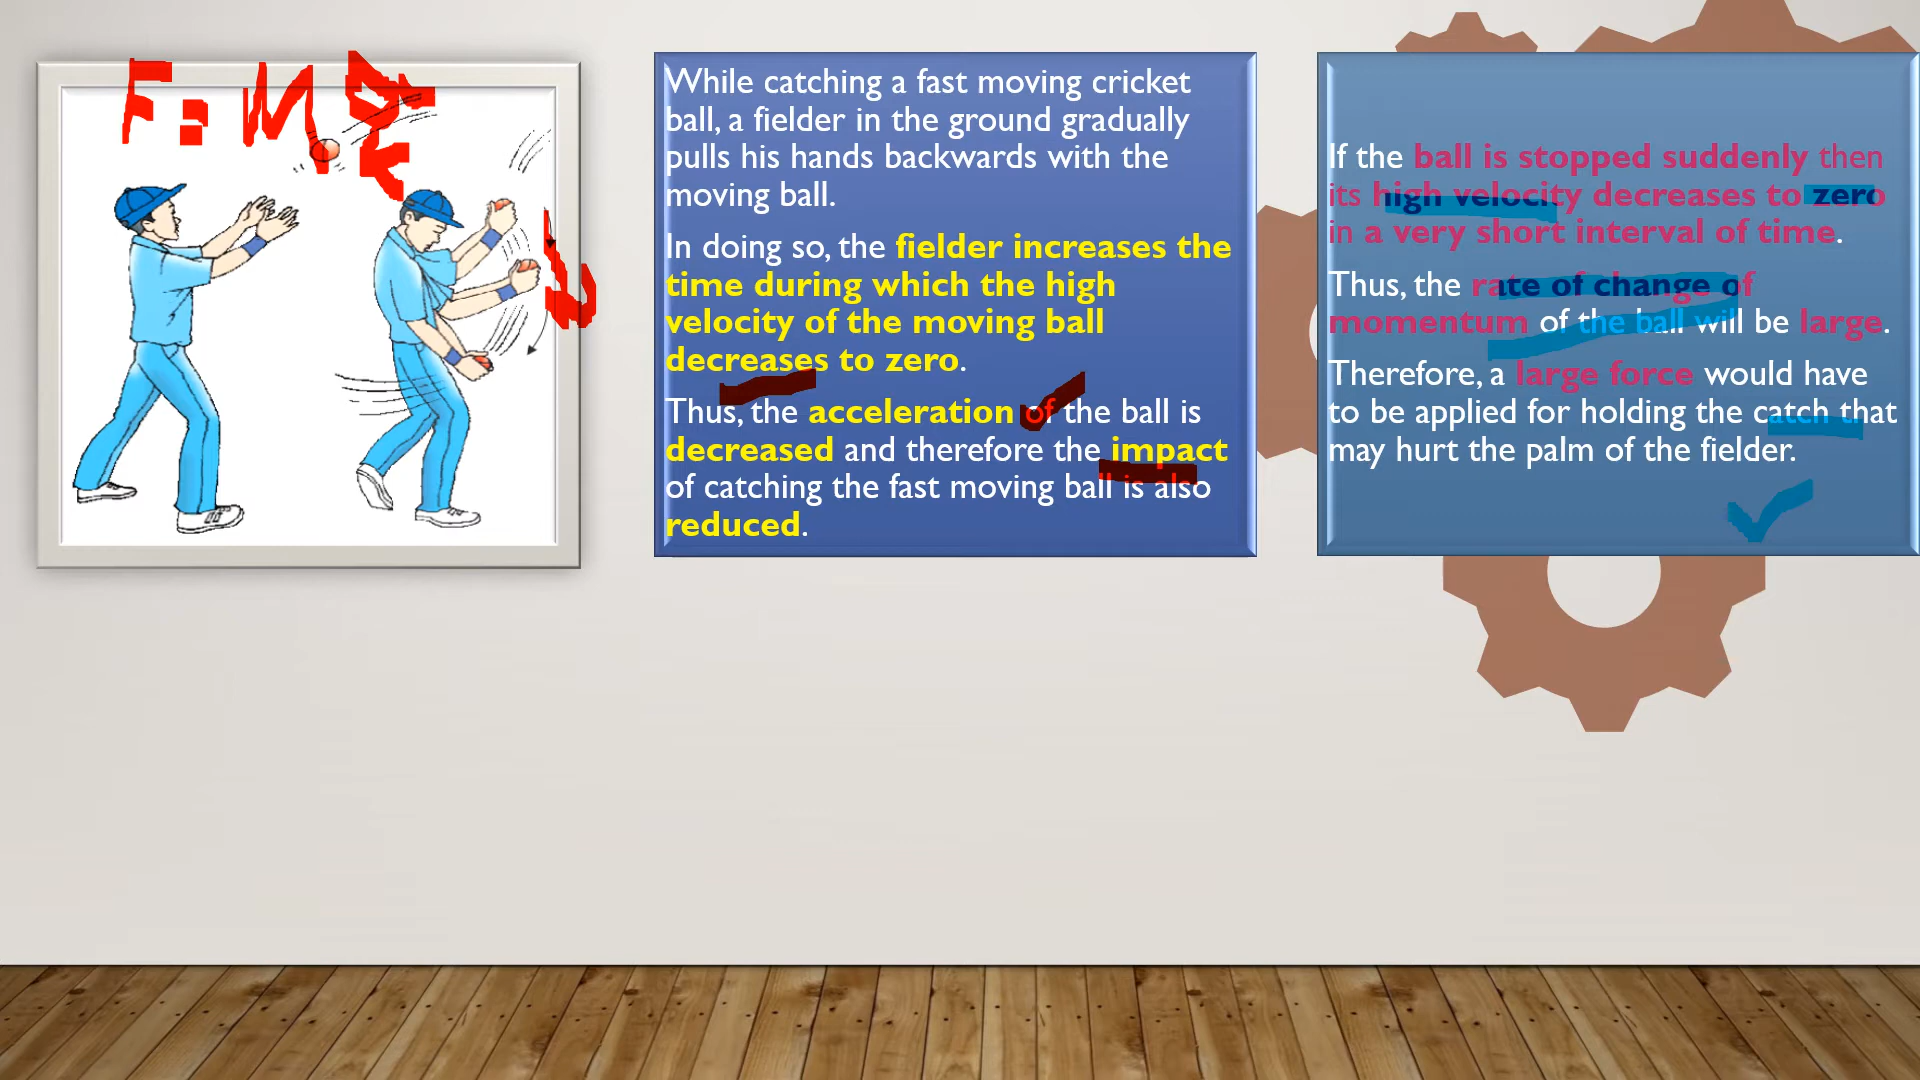 F = M
While catching a fast moving cricket
ball, a fielder in the ground gradually
pulls his hands backwards with the
moving ball.
In doing so, the fielder increases the
time during which the high
velocity of the moving ball
decreases to zero.
Thus, the acceleration of the ball is
decreased and therefore the impact
of catching the fast moving ball is also
reduced.
If the ball is stopped suddenly then
its high velocity decreases to zero
in a very short interval of time.
Thus, the rate of change of
momentum of the ball will be large.
Therefore, a large force would have
to be applied for holding the catch that
may hurt the palm of the fielder.